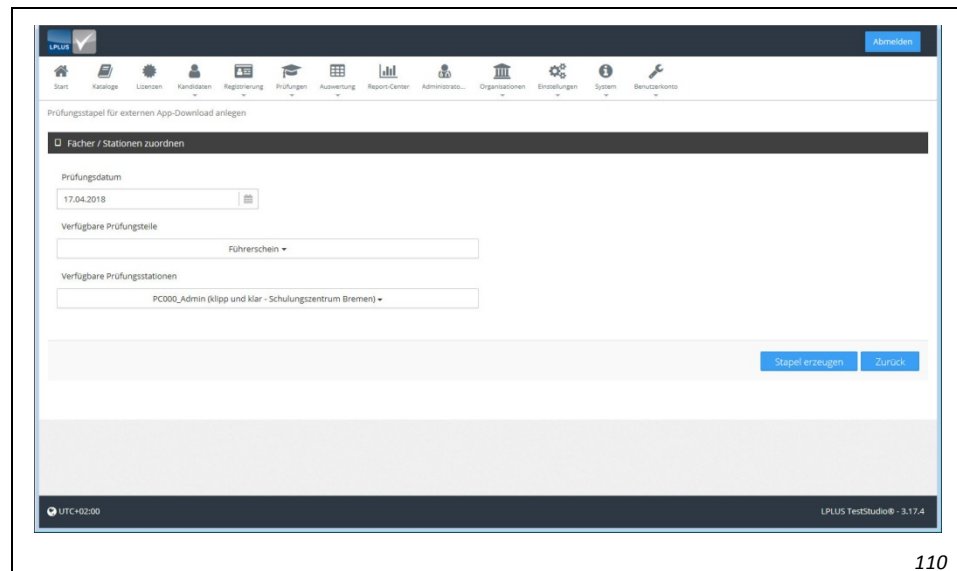 LPLUS
Abmelden
Start Kataloge Lizenzen Kandidaten Registrierung Prüfungen Auswertung Report-Center Administrato... Organisationen Einstellungen System Benutzerkonto
Prüfungsstapel für externen App-Download anlegen
Fächer / Stationen zuordnen
Prüfungsdatum
17.04.2018
Verfügbare Prüfungsteile
Führerschein
Verfügbare Prüfungsstationen
PC000_Admin (klipp und klar - Schulungszentrum Bremen)
Stapel erzeugen Zurück
UTC+02:00 LPLUS TestStudio® - 3.17.4
110